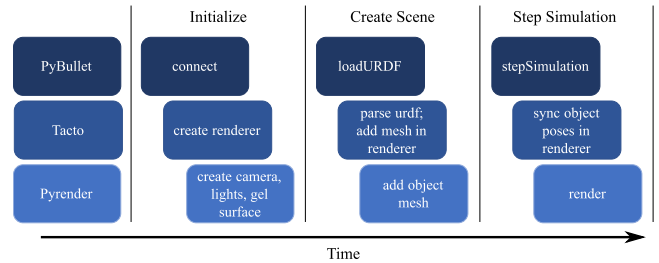 Initialize
Create Scene
Step Simulation
PyBullet
connect
loadURDF
stepSimulation
Tacto
create renderer
parse urdf;
add mesh in
renderer
sync object
poses in
renderer
Pyrender
create camera,
lights, gel
surface
add object
mesh
render
Time